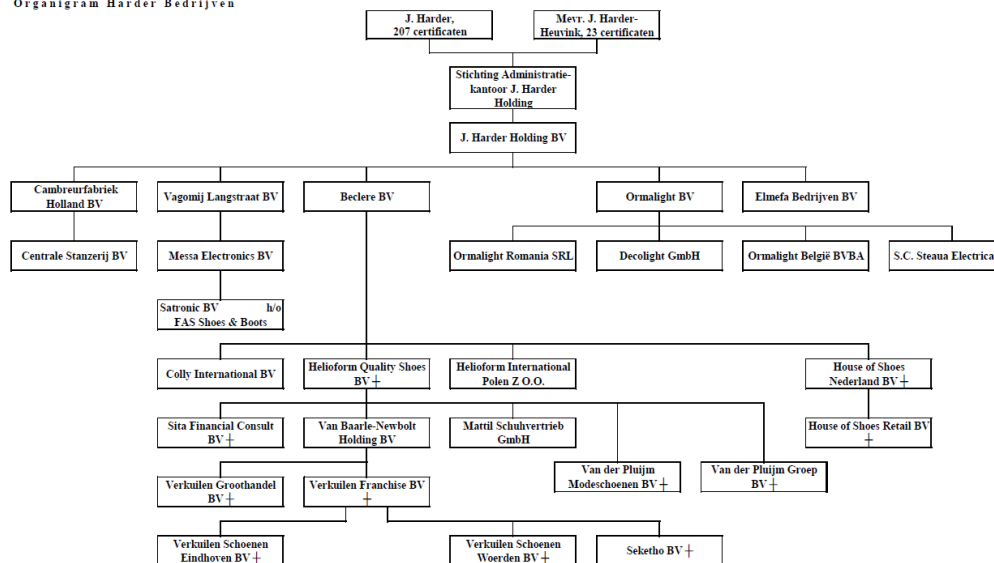 Organigram Harder Bedrijven
J. Harder,
207 certificaten
Mevr. J. Harder-
Heuvink, 23 certificaten
Stichting Administratie-
kantoor J. Harder
Holding
J. Harder Holding BV
Cambreurfabriek
Holland BV
Vagomij Langstraat BV
Beclere BV
Ormalight BV
Elmefa Bedrijven BV
Centrale Stanzerij BV
Messa Electronics BV
Ormalight Romania SRL
Decolight GmbH
Ormalight België BVBA
S.C. Steaua Electrica
Satronic BV h/o
FAS Shoes & Boots
Colly International BV
Helioform Quality Shoes
BV ┼
Helioform International
Polen Z O.O.
House of Shoes
Nederland BV ┼
Sita Financial Consult
BV ┼
Van Baarle-Newbolt
Holding BV
Mattil Schuhvertrieb
GmbH
House of Shoes Retail BV
┼
Van der Pluijm
Modeschoenen BV ┼
Van der Pluijm Groep
BV ┼
Verkuilen Groothandel
BV ┼
Verkuilen Franchise BV
┼
Verkuilen Schoenen
Eindhoven BV ┼
Verkuilen Schoenen
Woerden BV ┼
Seketho BV ┼